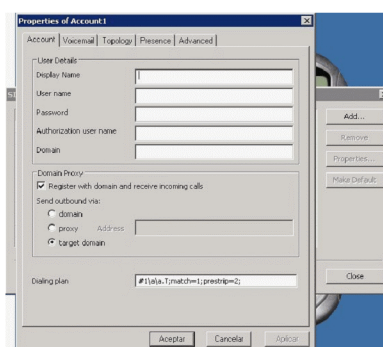 Properties of Account1
Account
Voicemail
Topology
Presence
Advanced
User Details
Display Name
User name
Password
Authorization user name
Domain
Domain Proxy
Register with domain and receive incoming calls
Send outbound via:
domain
proxy Address
target domain
Dialing plan #1\a\a.T;match=1;prestrip=2;
Aceptar Cancelar Aplicar
Add...
Remove
Properties...
Make Default
Close